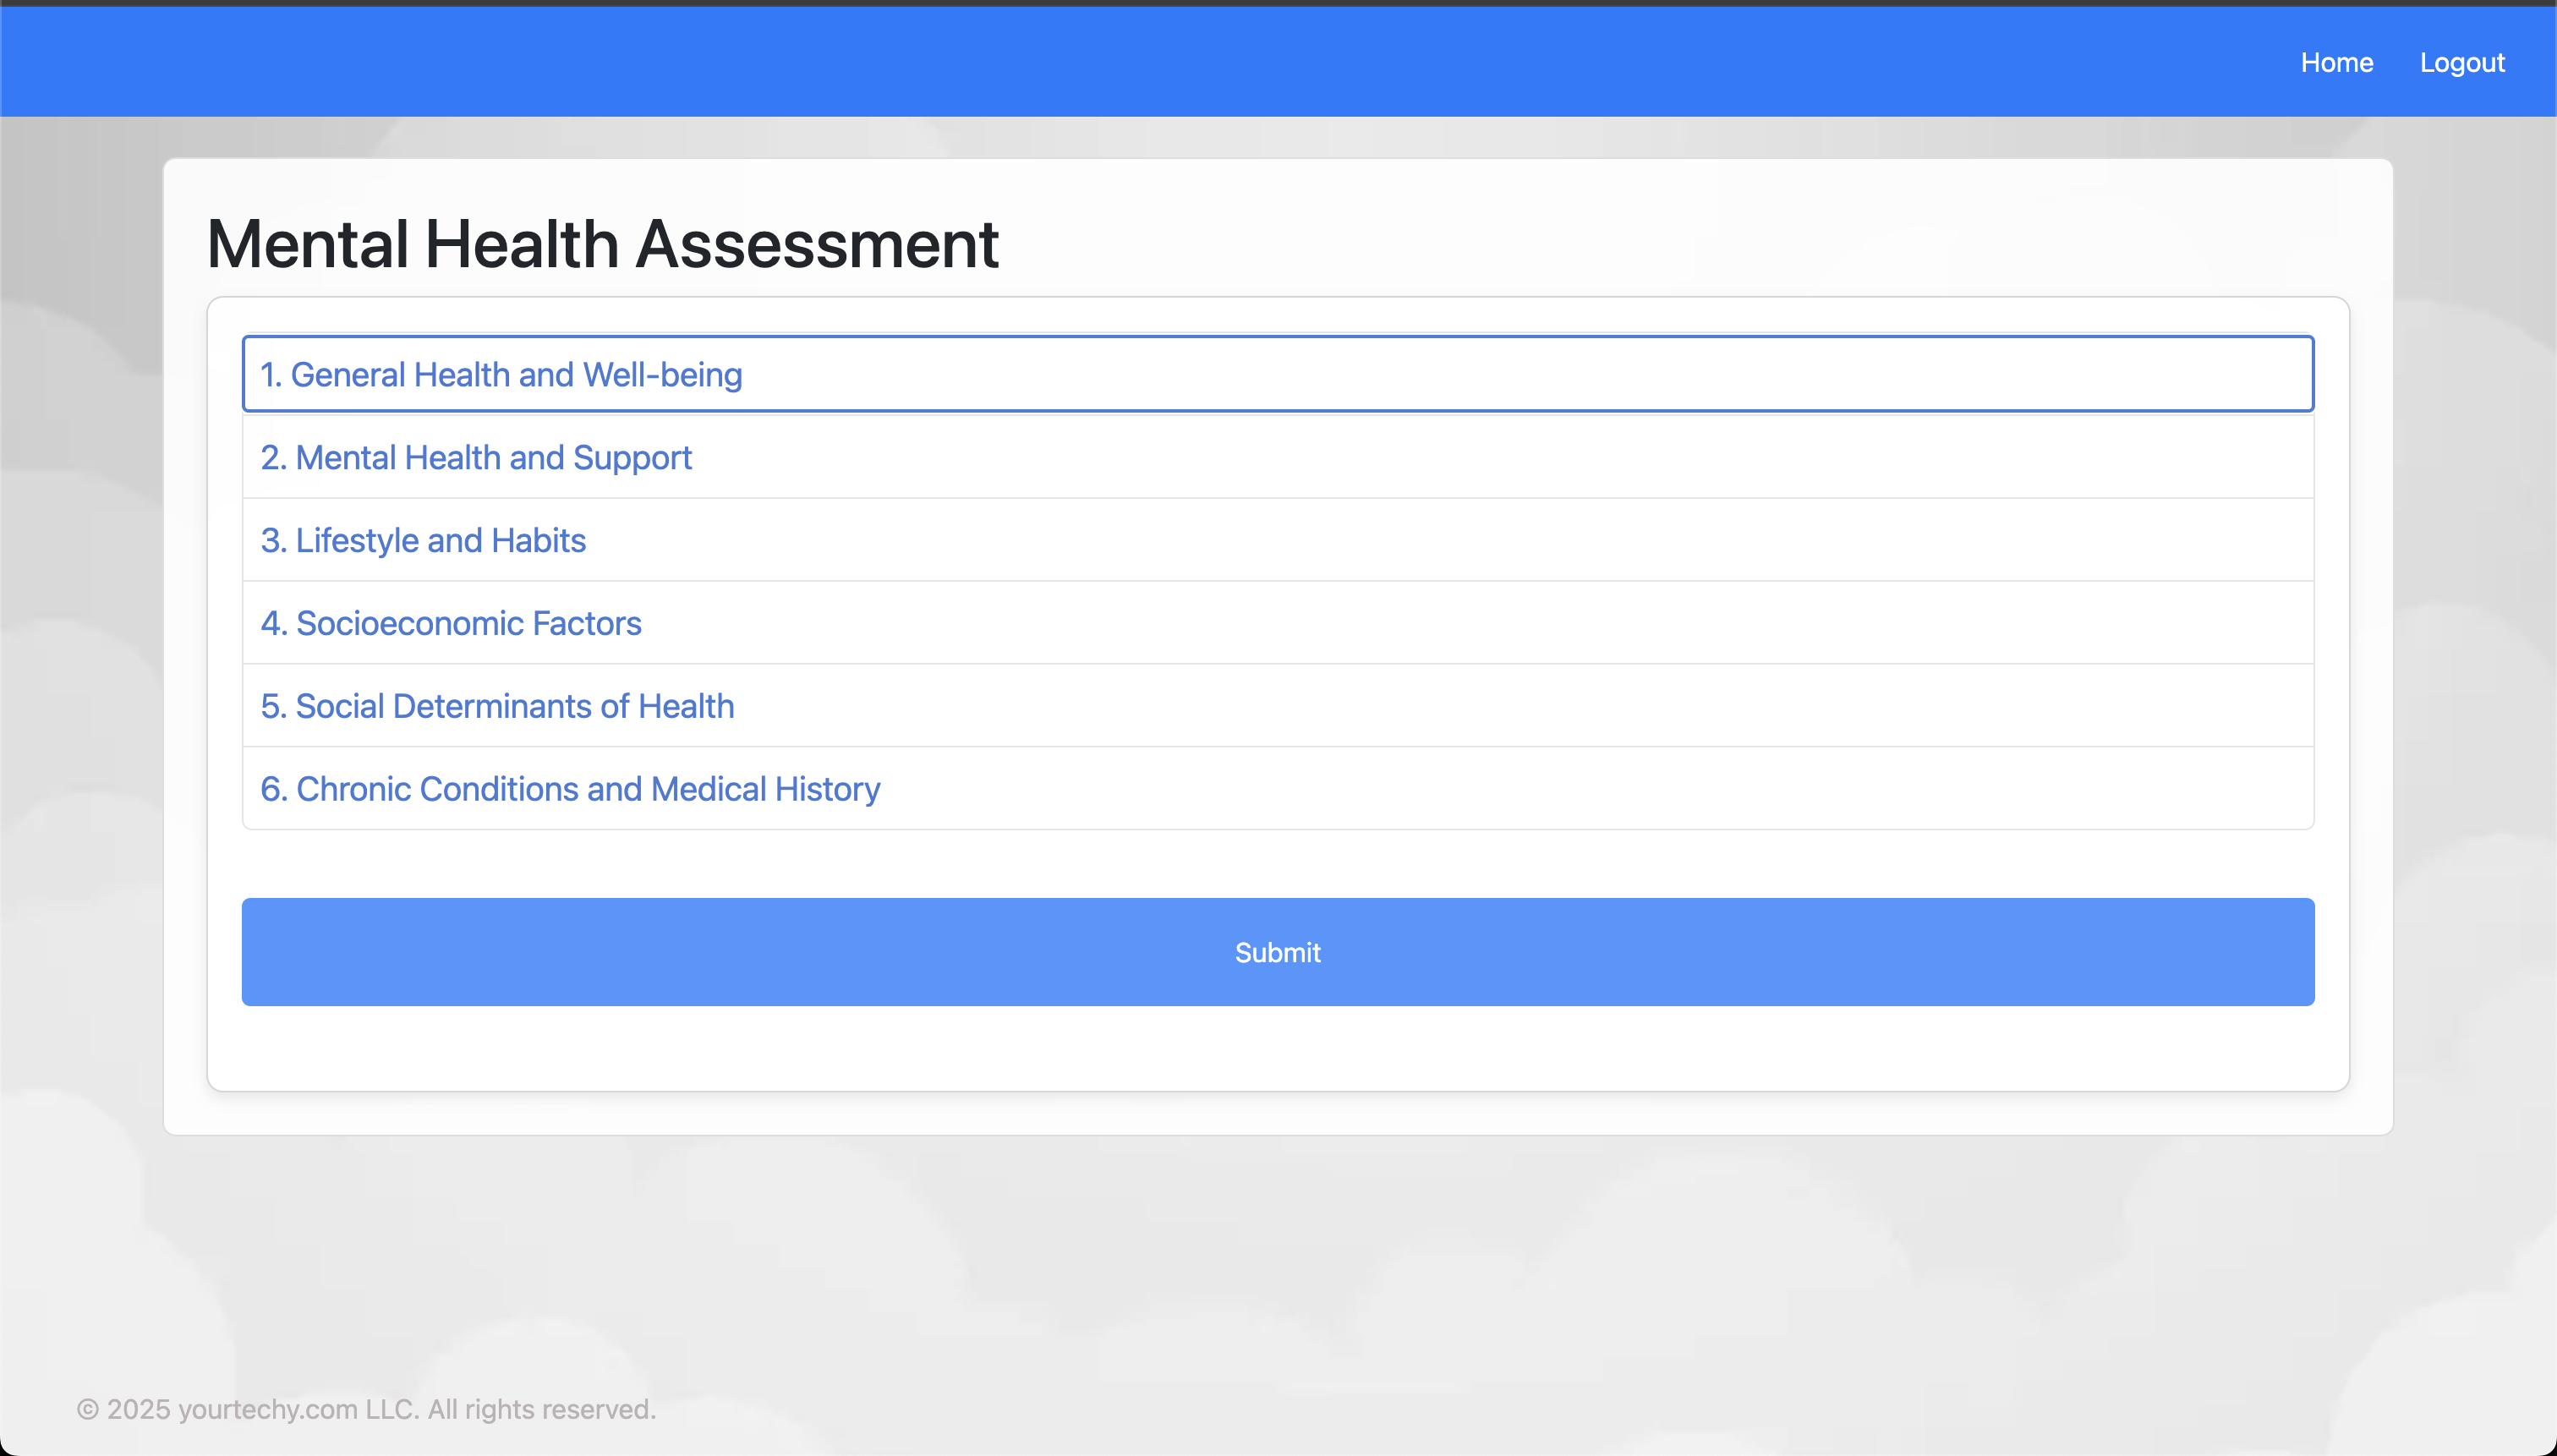 Home Logout
Mental Health Assessment
1. General Health and Well-being
2. Mental Health and Support
3. Lifestyle and Habits
4. Socioeconomic Factors
5. Social Determinants of Health
6. Chronic Conditions and Medical History
Submit
© 2025 yourtechy.com LLC. All rights reserved.